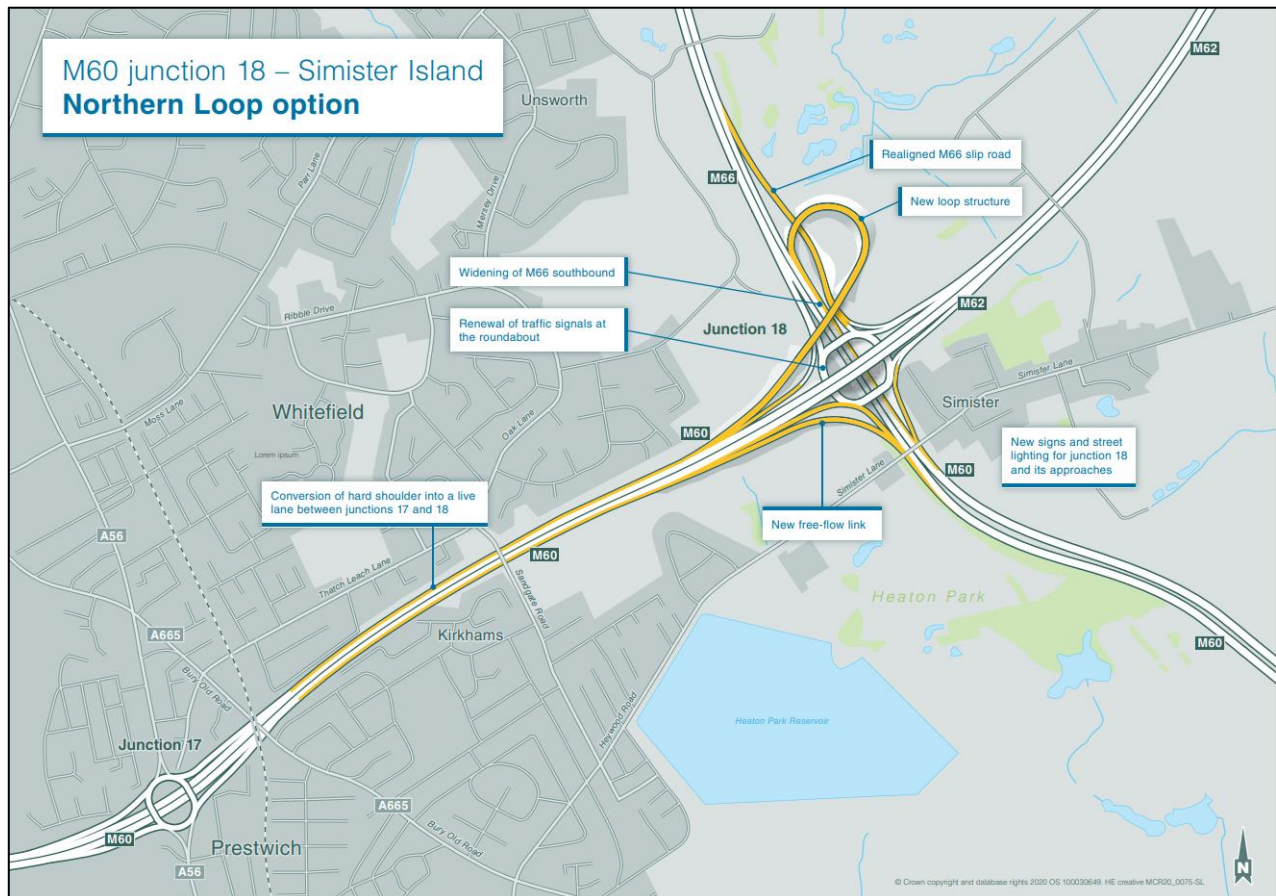 M60 junction 18 – Simister Island
Northern Loop option
Unsworth
M62
M66
Realigned M66 slip road
New loop structure
Parr Lane
Mersey Drive
Widening of M66 southbound
Renewal of traffic signals at
the roundabout
Junction 18
M62
Ribble Drive
Simister Lane
Simister
Moss Lane
Whitefield
Oak Lane
M60
Lorem ipsum
Simister Lane
M60
New signs and street
lighting for junction 18
and its approaches
Conversion of hard shoulder into a live
lane between junctions 17 and 18
New free-flow link
A56
M60
Thatch Leach Lane
Sandgate Road
Heaton Park
A665
Kirkhams
M60
Bury Old Road
Heywood Road
Heaton Park Reservoir
Junction 17
A665
M60
Prestwich
Bury Old Road
A56
N
© Crown copyright and database rights 2020 OS 100030649. HE creative MCR20_0075-SL